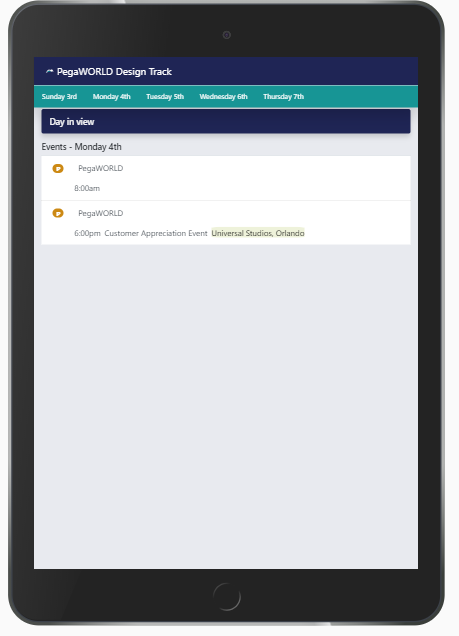 PegaWORLD Design Track
Sunday 3rd Monday 4th Tuesday 5th Wednesday 6th Thursday 7th
Day in view
Events - Monday 4th
PegaWORLD
8:00am
PegaWORLD
6:00pm Customer Appreciation Event Universal Studios, Orlando